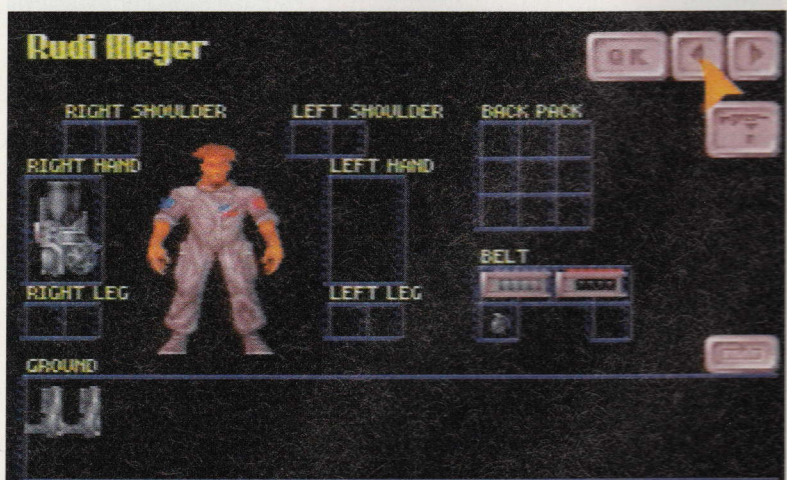 Rudi Meyer
OK
RIGHT SHOULDER
LEFT SHOULDER
BACK PACK
RIGHT HAND
LEFT HAND
BELT
RIGHT LEG
LEFT LEG
GROUND